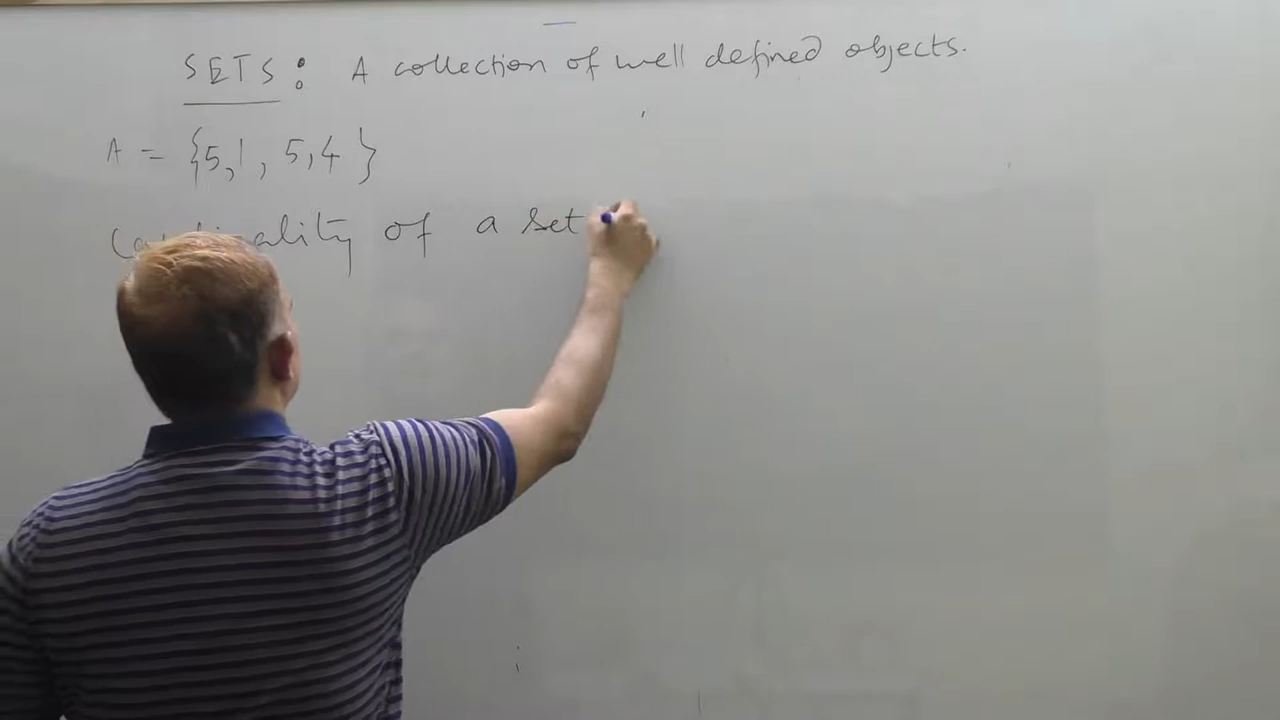 SETS : A collection of well defined objects.
A = {5,1, 5,4 }
of a set